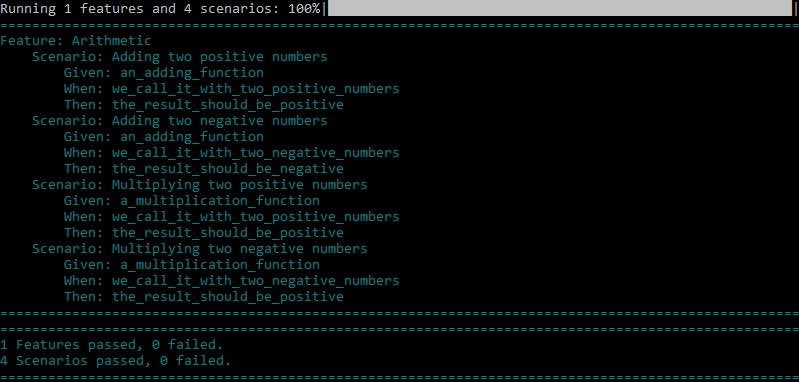 Running 1 features and 4 scenarios: 100%| |
====================================================================================================
Feature: Arithmetic
    Scenario: Adding two positive numbers
        Given: an_adding_function
        When: we_call_it_with_two_positive_numbers
        Then: the_result_should_be_positive
    Scenario: Adding two negative numbers
        Given: an_adding_function
        When: we_call_it_with_two_negative_numbers
        Then: the_result_should_be_negative
    Scenario: Multiplying two positive numbers
        Given: a_multiplication_function
        When: we_call_it_with_two_positive_numbers
        Then: the_result_should_be_positive
    Scenario: Multiplying two negative numbers
        Given: a_multiplication_function
        When: we_call_it_with_two_negative_numbers
        Then: the_result_should_be_positive
====================================================================================================
====================================================================================================
1 Features passed, 0 failed.
4 Scenarios passed, 0 failed.
====================================================================================================